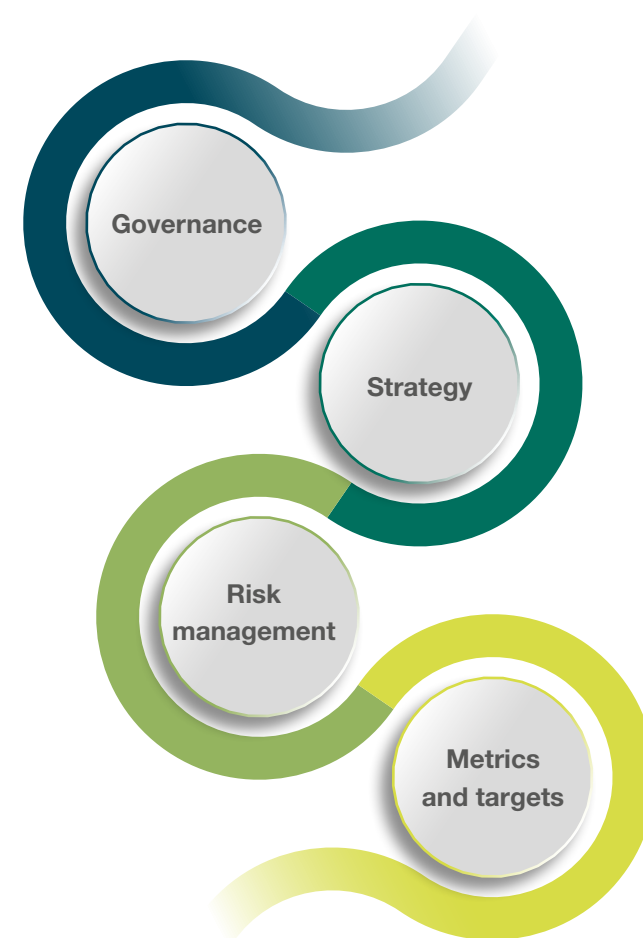 Governance
Strategy
Risk
management
Metrics
and targets